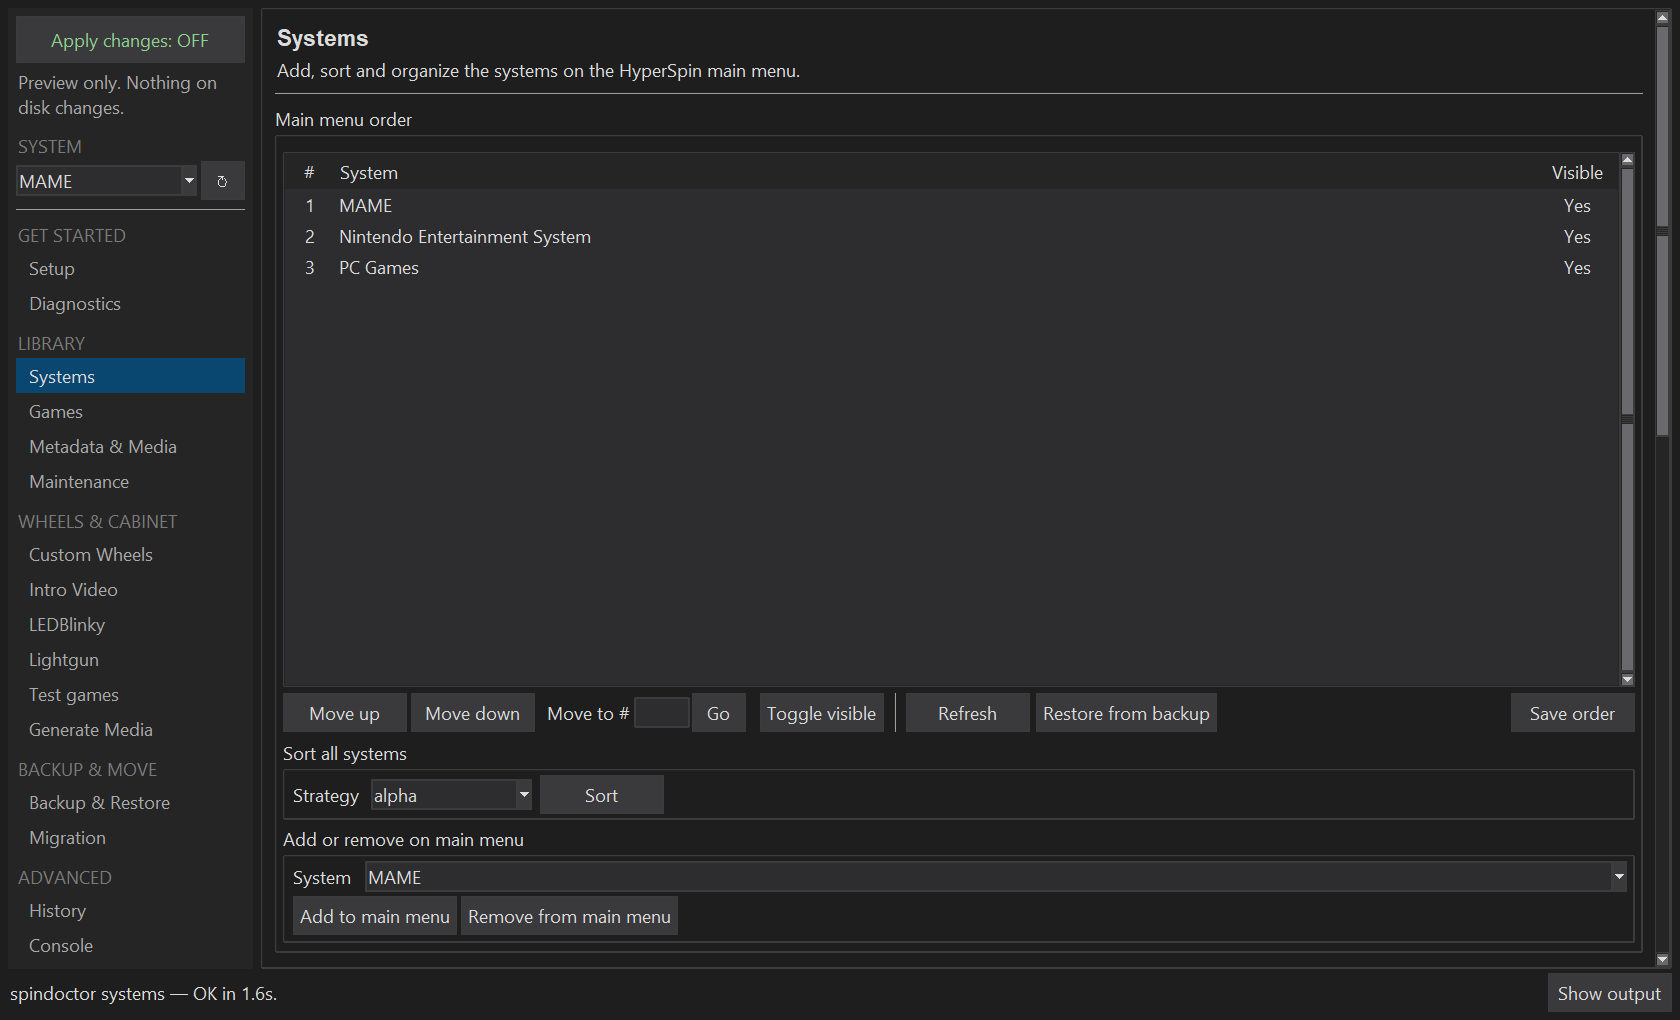 Apply changes: OFF
Preview only. Nothing on
disk changes.
SYSTEM
MAME
GET STARTED
Setup
Diagnostics
LIBRARY
Systems
Games
Metadata & Media
Maintenance
WHEELS & CABINET
Custom Wheels
Intro Video
LEDBlinky
Lightgun
Test games
Generate Media
BACKUP & MOVE
Backup & Restore
Migration
ADVANCED
History
Console
Systems
Add, sort and organize the systems on the HyperSpin main menu.
Main menu order
# System Visible
1 MAME Yes
2 Nintendo Entertainment System Yes
3 PC Games Yes
Move up Move down Move to # Go Toggle visible Refresh Restore from backup Save order
Sort all systems
Strategy alpha Sort
Add or remove on main menu
System MAME
Add to main menu Remove from main menu
spindoctor systems — OK in 1.6s. Show output